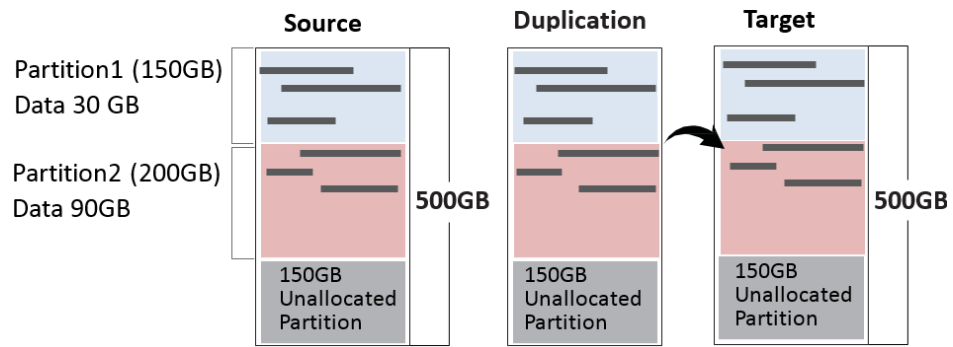 Source
Duplication
Target
Partition1 (150GB)
Data 30 GB
Partition2 (200GB)
Data 90GB
500GB
500GB
150GB
Unallocated
Partition
150GB
Unallocated
Partition
150GB
Unallocated
Partition